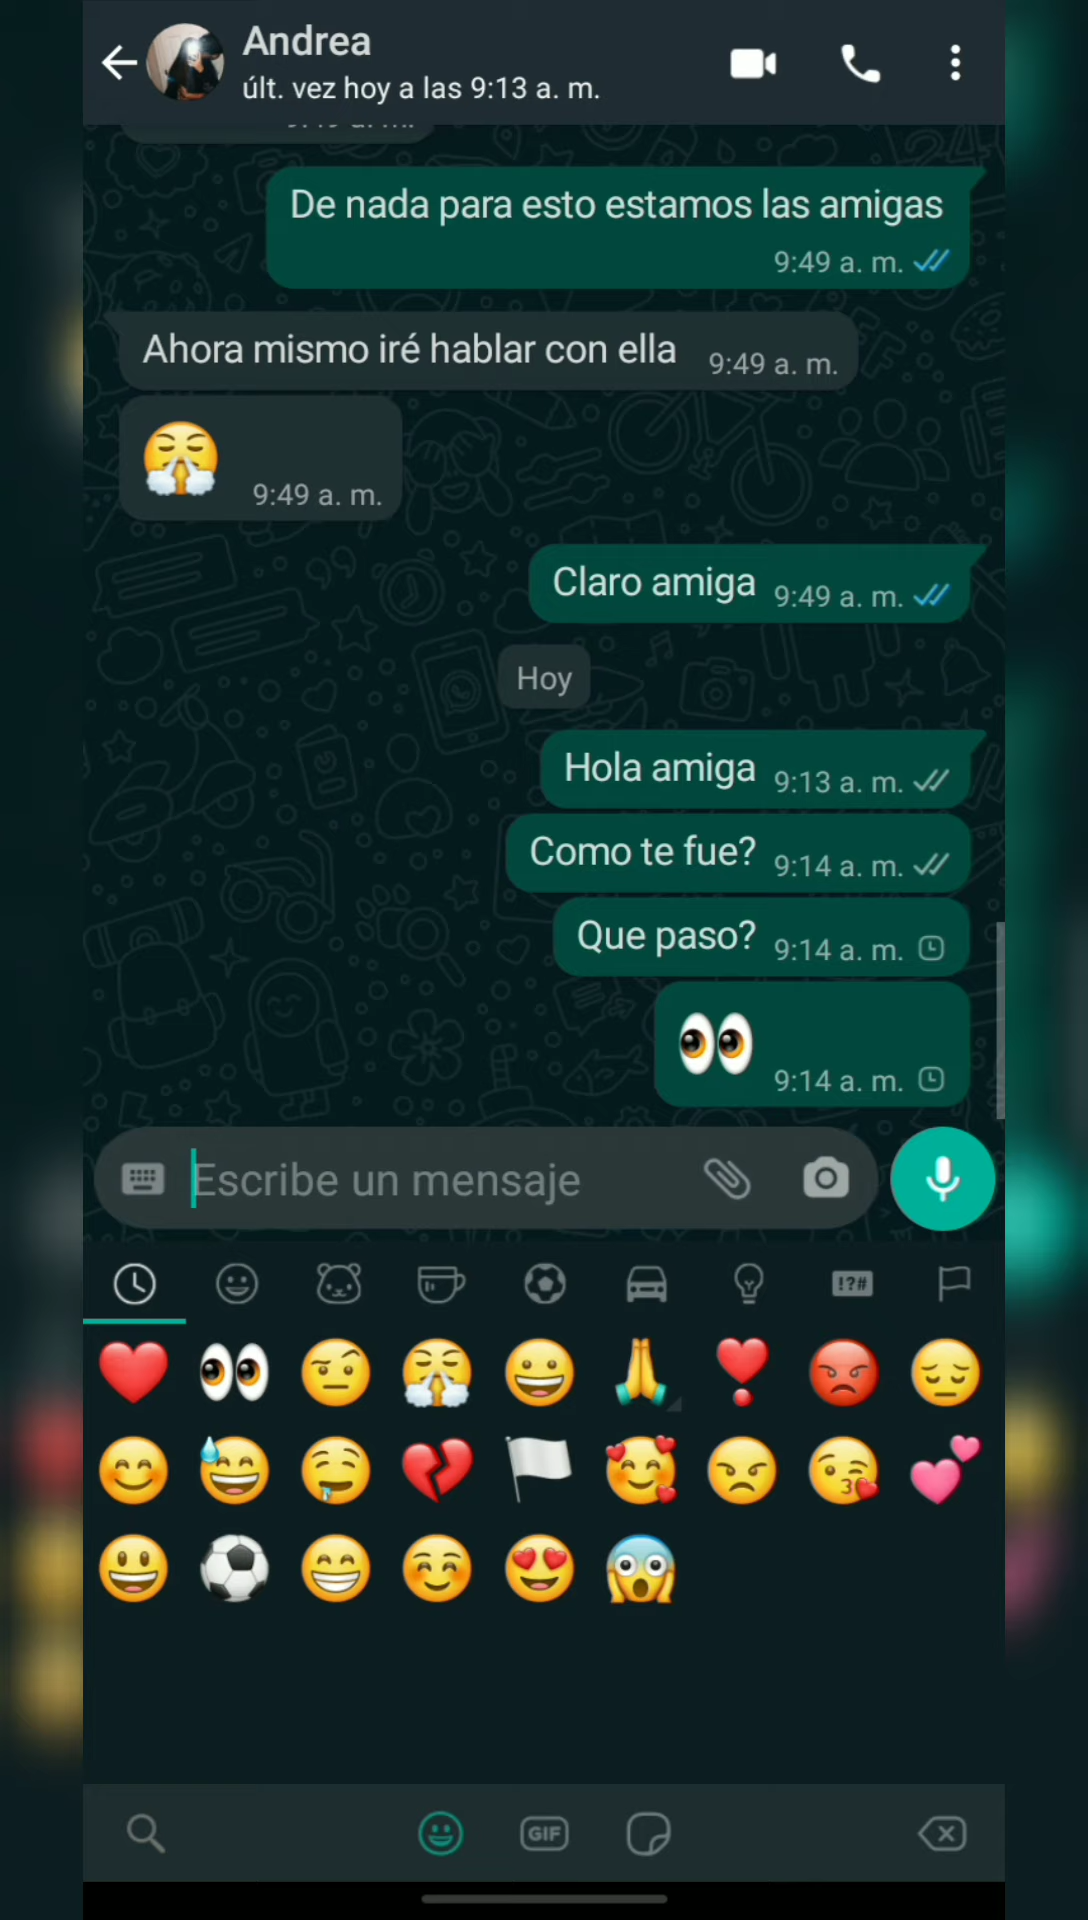 Andrea
últ. vez hoy a las 9:13 a. m.
De nada para esto estamos las amigas
9:49 a. m.
Ahora mismo iré hablar con ella 9:49 a. m.
9:49 a. m.
Claro amiga 9:49 a. m.
Hoy
Hola amiga 9:13 a. m.
Como te fue? 9:14 a. m.
Que paso? 9:14 a. m.
9:14 a. m.
Escribe un mensaje
!?#
GIF